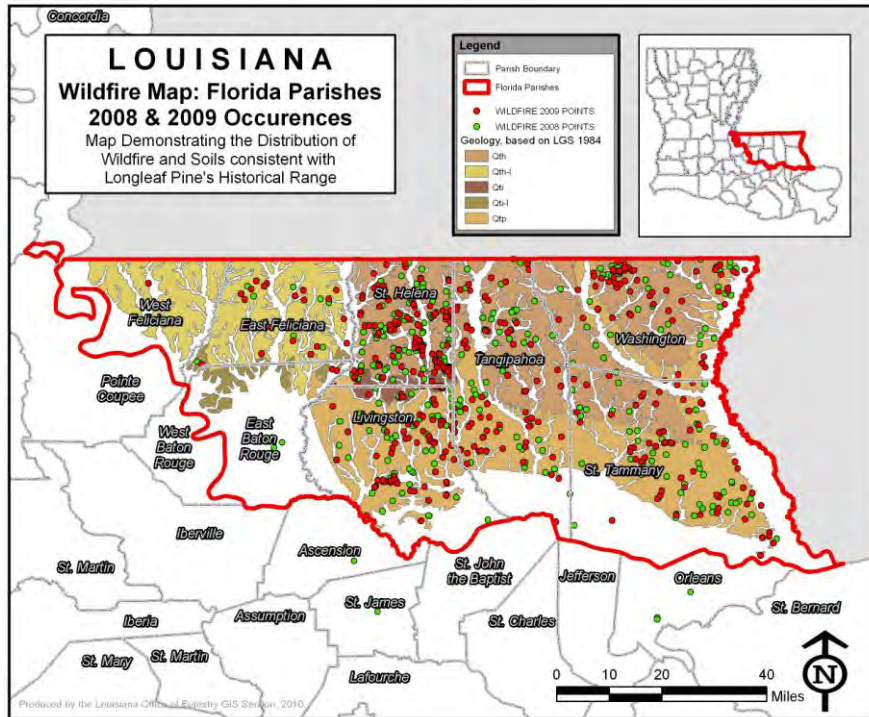 Concordia
LOUISIANA
Wildfire Map: Florida Parishes
2008 & 2009 Occurences
Map Demonstrating the Distribution of
Wildfire and Soils consistent with
Longleaf Pine's Historical Range
Legend
Parish Boundary
Florida Parishes
WILDFIRE 2009 POINTS
WILDFIRE 2008 POINTS
Geology, based on LGS 1984
Qth
Qth-l
Qti
Qti-l
Qtp
West
Feliciana
East Feliciana
St. Helena
Tangipahoa
Washington
Pointe
Coupee
West
Baton
Rouge
East
Baton
Rouge
Livingston
St. Tammany
Iberville
Ascension
St. Martin
St. John
the Baptist
Jefferson
Orleans
St. James
Assumption
St. Charles
St. Bernard
Iberia
St. Mary
St. Martin
Lafourche
0 20 40
Miles
N
Produced by the Louisiana Office of Forestry GIS Section, 2010.